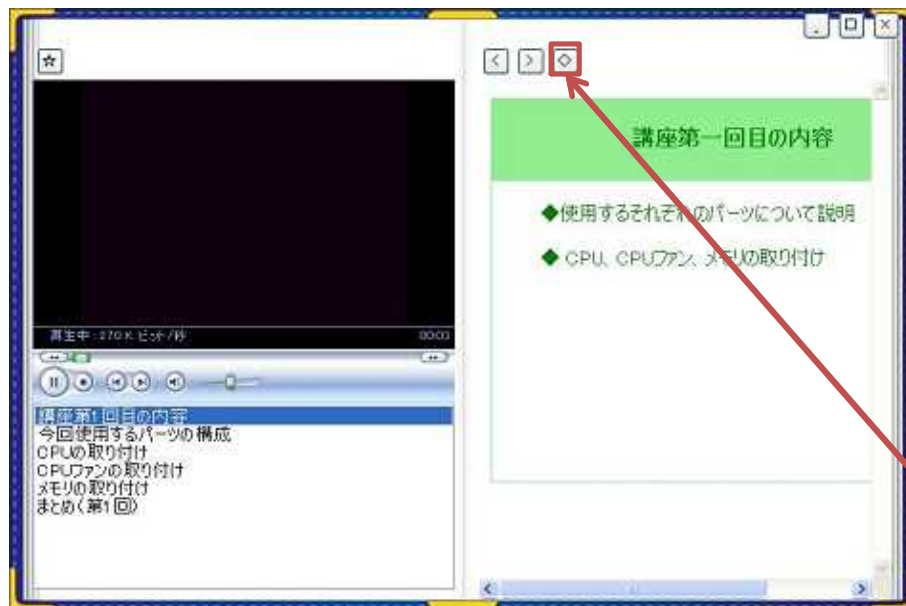 再生中:270 K ビット/秒
00:00
講座第1回目の内容
今回使用するパーツの構成
CPUの取り付け
CPUファンの取り付け
メモリの取り付け
まとめ(第1回)
講座第一回目の内容
◆使用するそれぞれのパーツについて説明
◆ CPU、CPUファン、メモリの取り付け